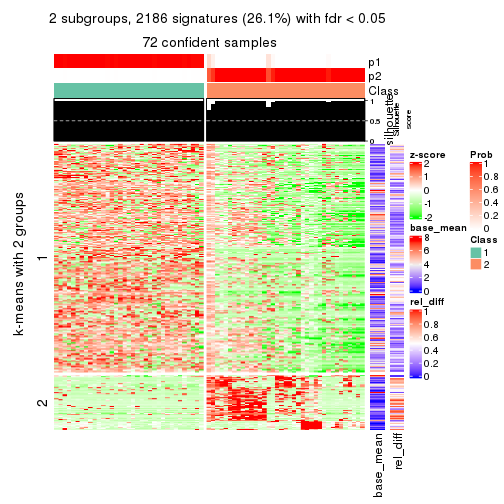 2 subgroups, 2186 signatures (26.1%) with fdr < 0.05
72 confident samples
p1
p2
Class
1
0.5
0
silhouette
Silhouette
score
k-means with 2 groups
1
2
z-score
2
1
0
-1
-2
base_mean
8
6
4
2
0
rel_diff
1
0.8
0.6
0.4
0.2
0
Prob
1
0.8
0.6
0.4
0.2
0
Class
1
2
base_mean
rel_diff